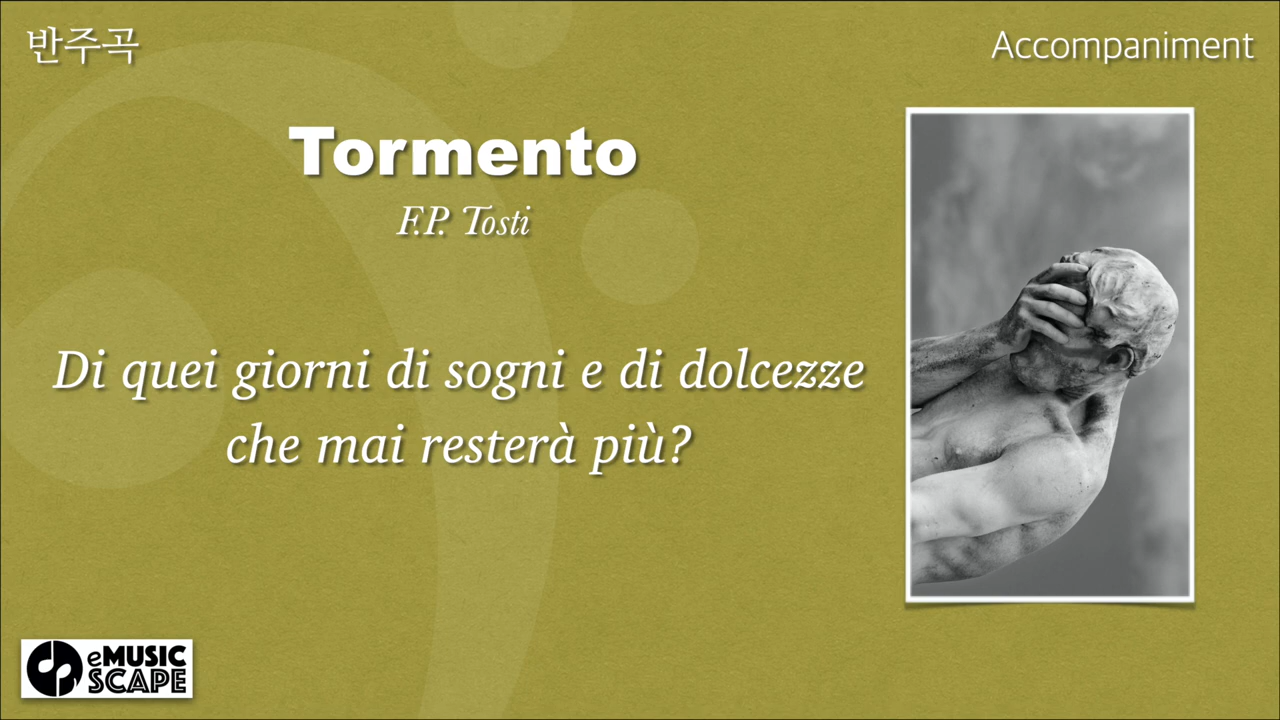 반주곡
Accompaniment
Tormento
F.P. Tosti
Di quei giorni di sogni e di dolcezze
che mai resterà più?
eMUSIC
SCAPE